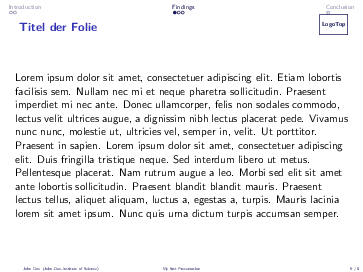 Introduction Findings Conclusion
Titel der Folie
LogoTop
Lorem ipsum dolor sit amet, consectetuer adipiscing elit. Etiam lobortis
facilisis sem. Nullam nec mi et neque pharetra sollicitudin. Praesent
imperdiet mi nec ante. Donec ullamcorper, felis non sodales commodo,
lectus velit ultrices augue, a dignissim nibh lectus placerat pede. Vivamus
nunc nunc, molestie ut, ultricies vel, semper in, velit. Ut porttitor.
Praesent in sapien. Lorem ipsum dolor sit amet, consectetuer adipiscing
elit. Duis fringilla tristique neque. Sed interdum libero ut metus.
Pellentesque placerat. Nam rutrum augue a leo. Morbi sed elit sit amet
ante lobortis sollicitudin. Praesent blandit blandit mauris. Praesent
lectus tellus, aliquet aliquam, luctus a, egestas a, turpis. Mauris lacinia
lorem sit amet ipsum. Nunc quis urna dictum turpis accumsan semper.
John Doe (John-Doe-Institute of Science) My first Presentation